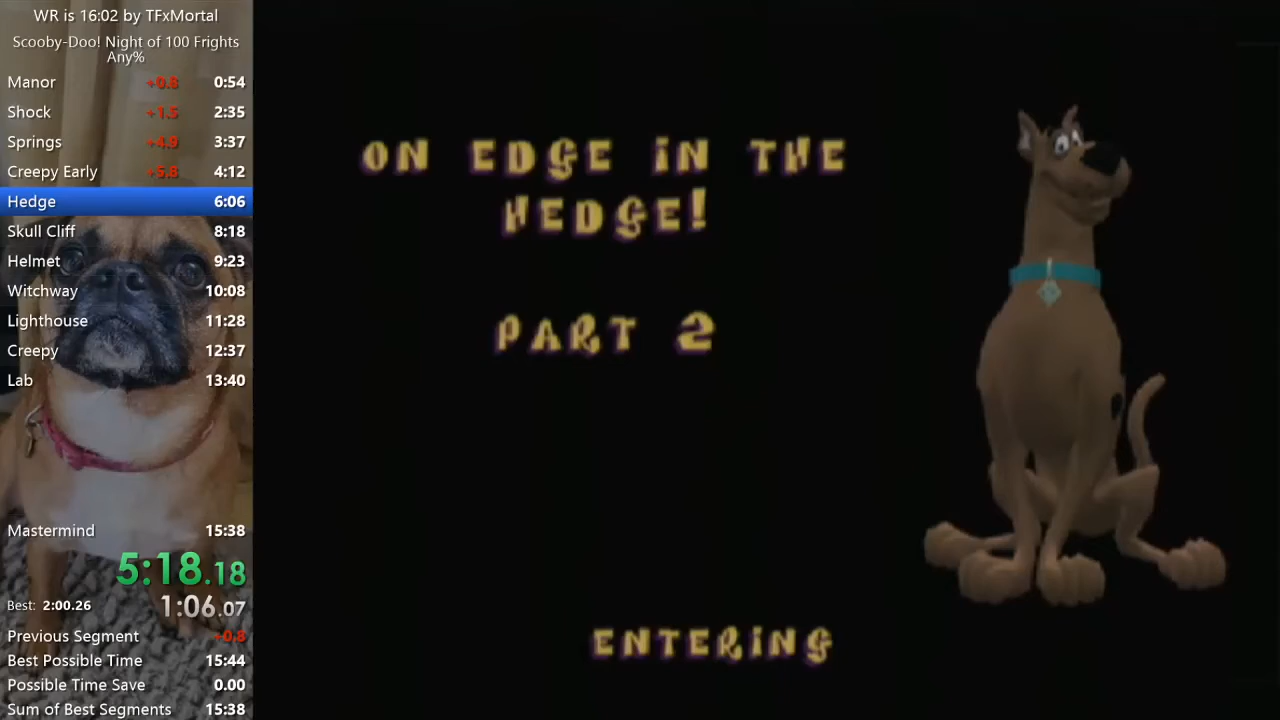 WR is 16:02 by TFxMortal
Scooby-Doo! Night of 100 Frights
Any%
Manor +0.8 0:54
Shock +1.5 2:35
Springs +4.9 3:37
Creepy Early +5.8 4:12
Hedge 6:06
Skull Cliff 8:18
Helmet 9:23
Witchway 10:08
Lighthouse 11:28
Creepy 12:37
Lab 13:40
Mastermind 15:38
5:18.18
Best: 2:00.26 1:06.07
Previous Segment +0.8
Best Possible Time 15:44
Possible Time Save 0.00
Sum of Best Segments 15:38
ON EDGE iN THE
HEDGE!
PART 2
ENTERiNG